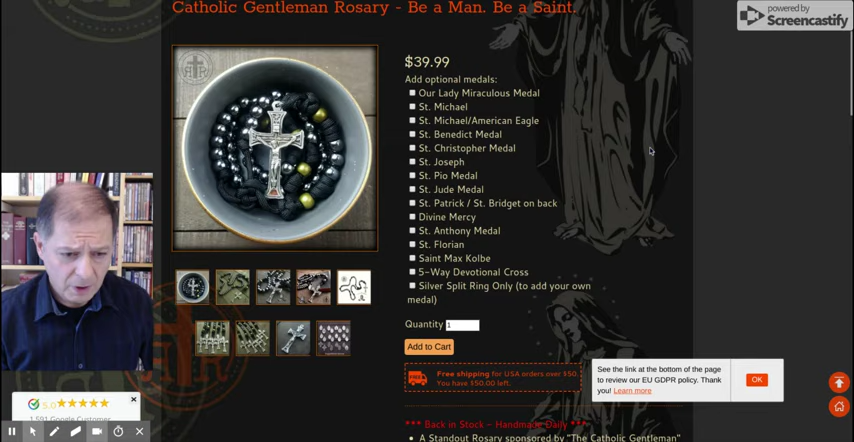 Catholic Gentleman Rosary - Be a Man. Be a Saint.
powered by
Screencastify
$39.99
Add optional medals:
Our Lady Miraculous Medal
St. Michael
St. Michael/American Eagle
St. Benedict Medal
St. Christopher Medal
St. Joseph
St. Pio Medal
St. Jude Medal
St. Patrick / St. Bridget on back
Divine Mercy
St. Anthony Medal
St. Florian
Saint Max Kolbe
5-Way Devotional Cross
Silver Split Ring Only (to add your own
medal)
Quantity 1
Add to Cart
FREE
Free shipping for USA orders over $50.
You have $50.00 left.
See the link at the bottom of the page
to review our EU GDPR policy. Thank
you! Learn more
OK
5.0
1,591 Google Customer
*** Back in Stock - Handmade Daily ***
A Standout Rosary sponsored by "The Catholic Gentleman"